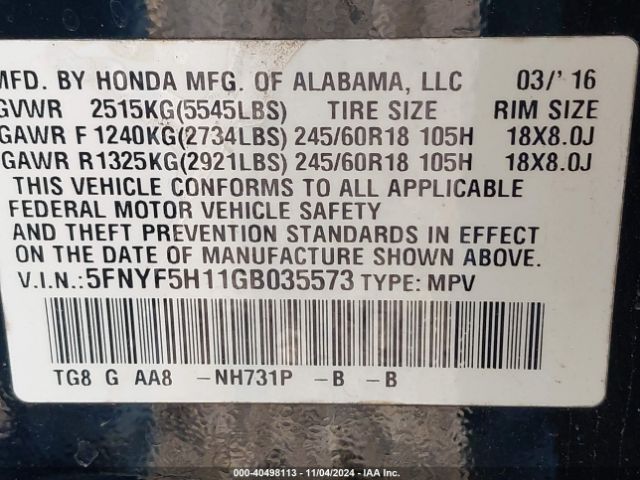 MFD. BY HONDA MFG. OF ALABAMA, LLC 03/'16
GVWR 2515KG(5545LBS) TIRE SIZE RIM SIZE
GAWR F 1240KG(2734LBS) 245/60R18 105H 18X8.0J
GAWR R 1325KG(2921LBS) 245/60R18 105H 18X8.0J
THIS VEHICLE CONFORMS TO ALL APPLICABLE
FEDERAL MOTOR VEHICLE SAFETY
AND THEFT PREVENTION STANDARDS IN EFFECT
ON THE DATE OF MANUFACTURE SHOWN ABOVE.
V.I.N.:5FNYF5H11GB035573 TYPE: MPV
TG8 G AA8 -NH731P -B -B
000-40498113 - 11/04/2024 - IAA Inc.